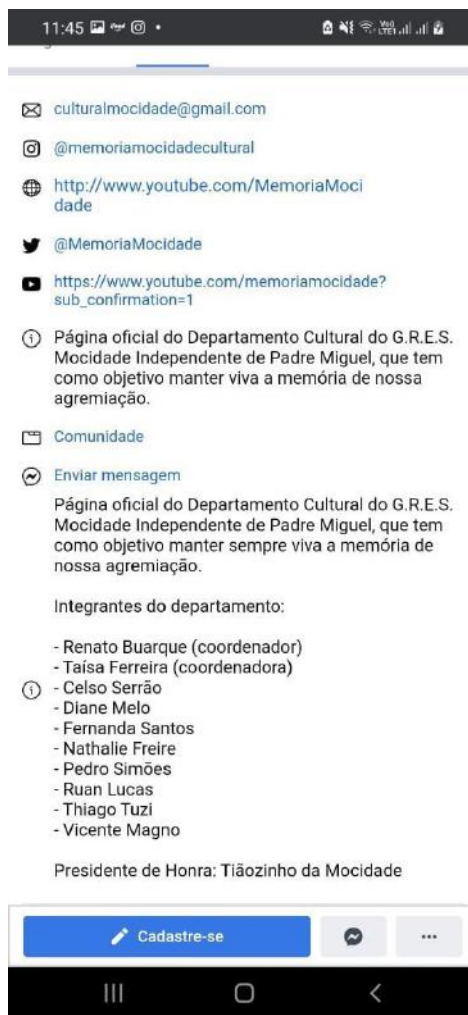 11:45
culturalmocidade@gmail.com
@memoriamocidadecultural
http://www.youtube.com/MemoriaMoci
dade
@MemoriaMocidade
https://www.youtube.com/memoriamocidade?
sub_confirmation=1
Página oficial do Departamento Cultural do G.R.E.S.
Mocidade Independente de Padre Miguel, que tem
como objetivo manter viva a memória de nossa
agremiação.
Comunidade
Enviar mensagem
Página oficial do Departamento Cultural do G.R.E.S.
Mocidade Independente de Padre Miguel, que tem
como objetivo manter sempre viva a memória de
nossa agremiação.
Integrantes do departamento:
- Renato Buarque (coordenador)
- Taísa Ferreira (coordenadora)
- Celso Serrão
- Diane Melo
- Fernanda Santos
- Nathalie Freire
- Pedro Simões
- Ruan Lucas
- Thiago Tuzi
- Vicente Magno
Presidente de Honra: Tiãozinho da Mocidade
Cadastre-se